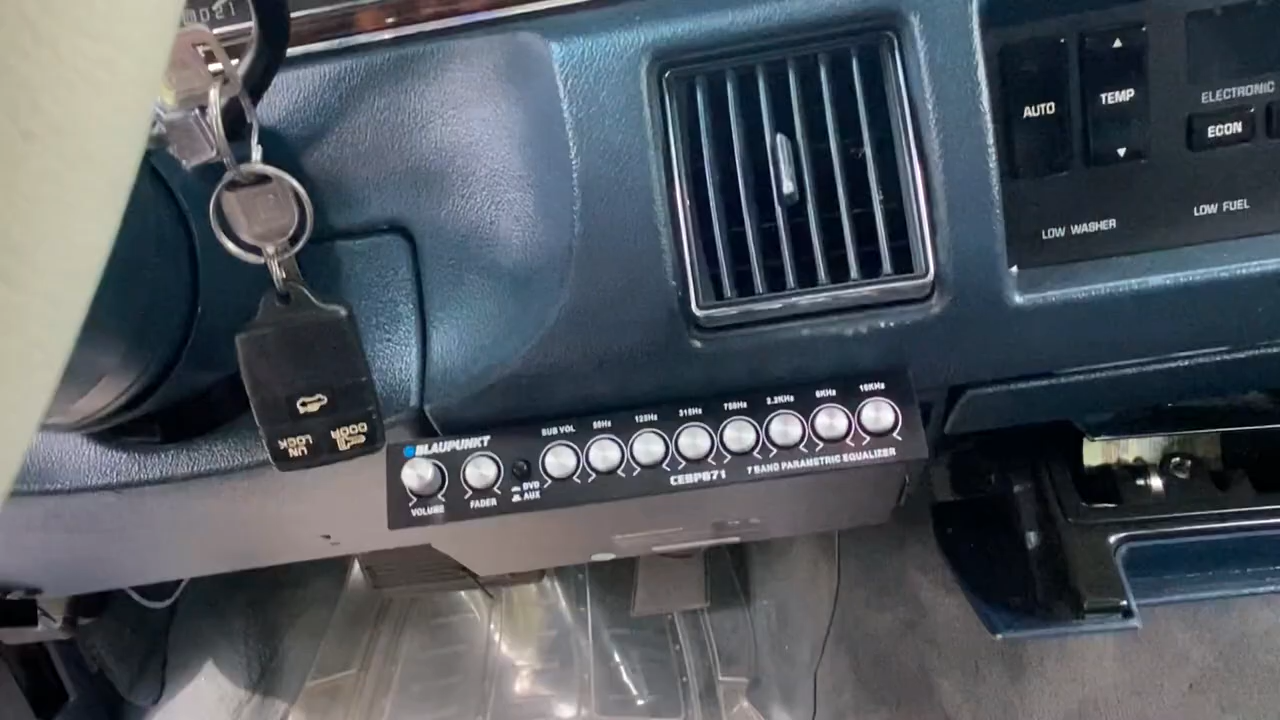 AUTO
TEMP
ELECTRONIC
ECON
LOW WASHER
LOW FUEL
BLAUPUNKT
VOLUME
FADER
DVD
AUX
SUB VOL
50Hz
125Hz
315Hz
750Hz
2.2KHz
6KHz
16KHz
CEBP871
7 BAND PARAMETRIC EQUALIZER
UN
LOCK
DOOR